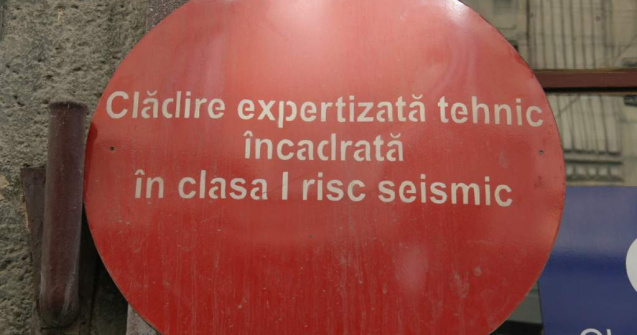 Clădire expertizată tehnic
încadrată
în clasa I risc seismic